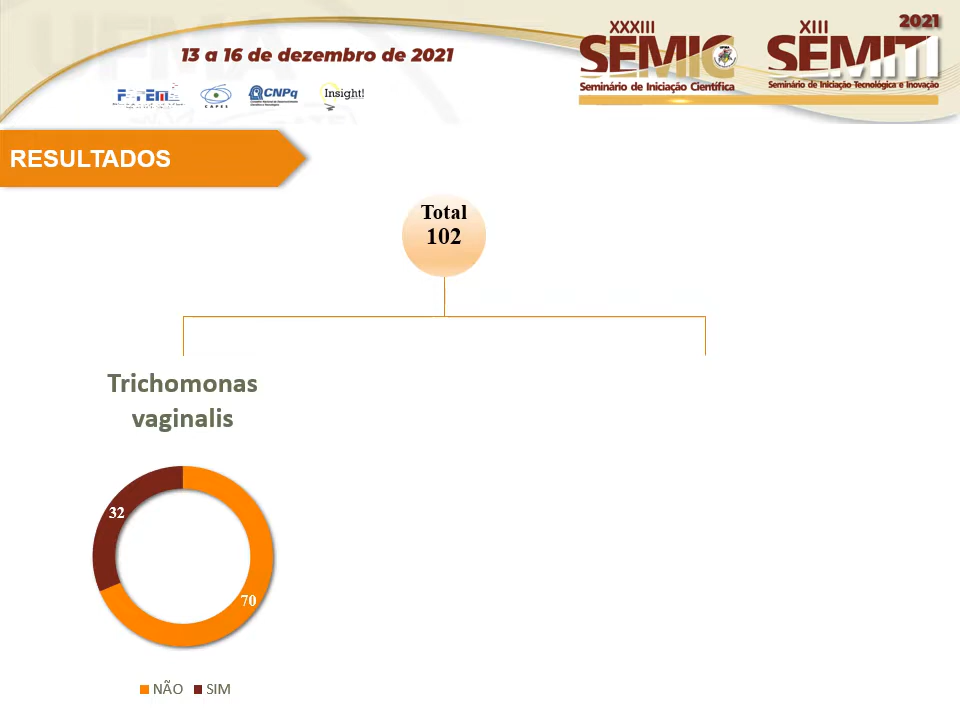 13 a 16 de dezembro de 2021
XXXIII
SEMIC
Seminário de Iniciação Científica
2021
XIII
SEMITI
Seminário de Iniciação Tecnológica e Inovação
CAPES
CNPq
Insight!
RESULTADOS
Total
102
Trichomonas
vaginalis
32
70
NÃO SIM